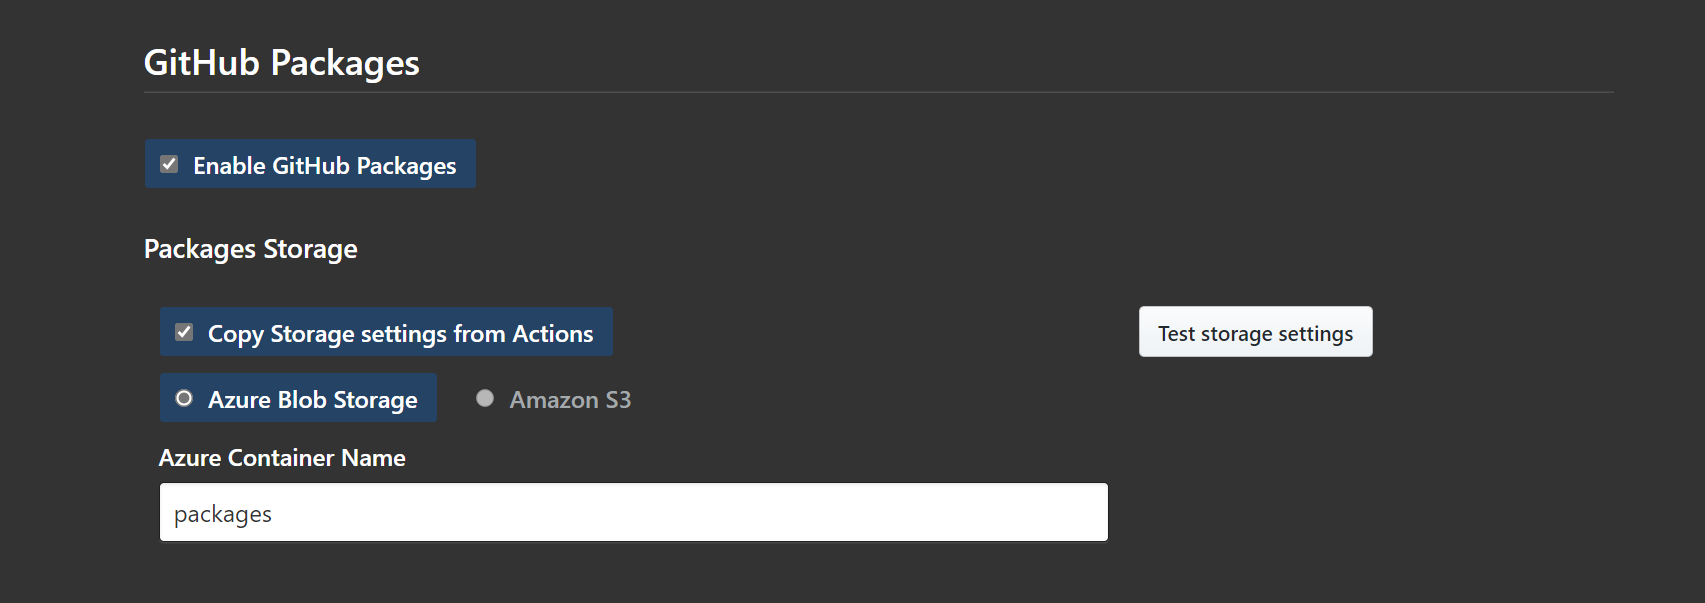 GitHub Packages
Enable GitHub Packages
Packages Storage
Copy Storage settings from Actions
Test storage settings
Azure Blob Storage
Amazon S3
Azure Container Name
packages